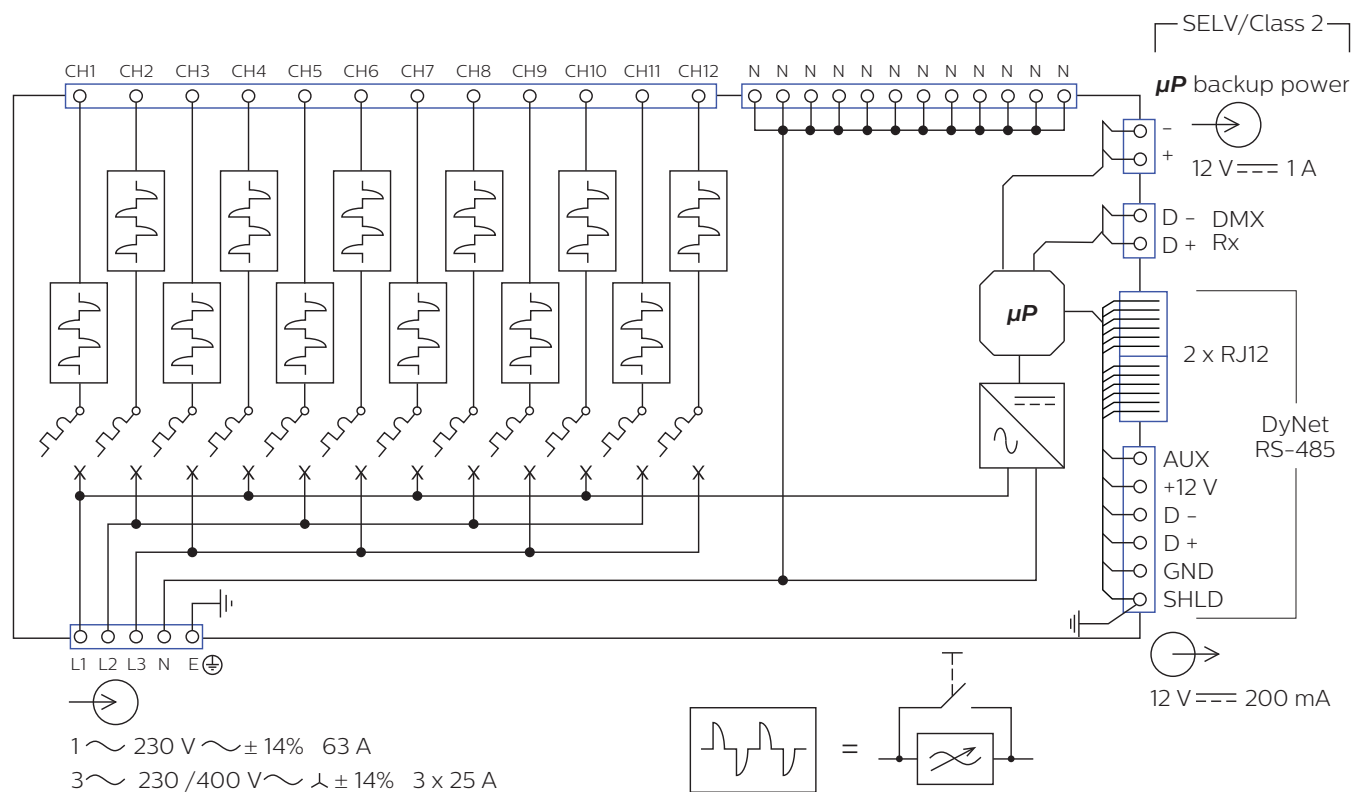 SELV/Class 2
CH1 CH2 CH3 CH4 CH5 CH6 CH7 CH8 CH9 CH10 CH11 CH12
N N N N N N N N N N N N
µP backup power
-
+
12 V 1 A
D - DMX
D + Rx
µP
2 x RJ12
DyNet
RS-485
AUX
+12 V
D -
D +
GND
SHLD
L1 L2 L3 N E
12 V 200 mA
1 ~ 230 V ~ ± 14% 63 A
3 ~ 230 /400 V ~ ⅄ ± 14% 3 x 25 A
=